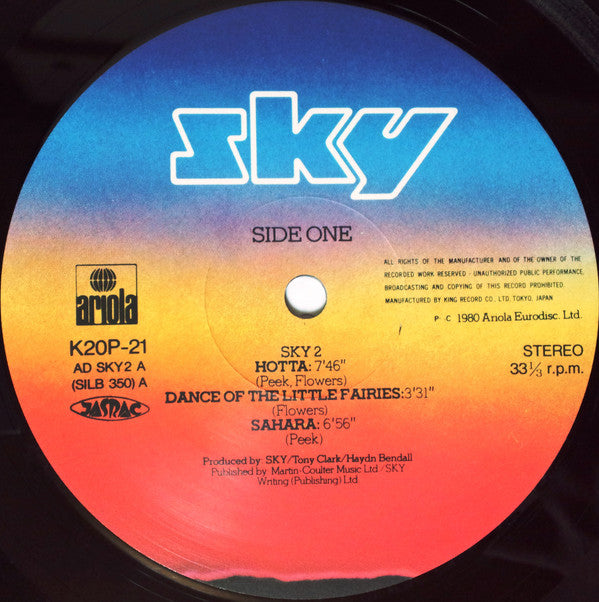 sky
SIDE ONE
ALL RIGHTS OF THE MANUFACTURER AND OF THE OWNER OF THE
RECORDED WORK RESERVED · UNAUTHORIZED PUBLIC PERFORMANCE,
BROADCASTING AND COPYING OF THIS RECORD PROHIBITED.
MANUFACTURED BY KING RECORD CO. LTD. TOKYO, JAPAN
P · C 1980 Ariola Eurodisc. Ltd.
ariola
K20P-21
AD SKY2 A
(SILB 350) A
JASRAC
STEREO
33 1/3 r.p.m.
SKY 2
HOTTA: 7'46"
(Peek, Flowers)
DANCE OF THE LITTLE FAIRIES:3'31"
(Flowers)
SAHARA: 6'56"
(Peek)
Produced by: SKY/Tony Clark/Haydn Bendall
Published by: Martin-Coulter Music Ltd./SKY
Writing (Publishing) Ltd